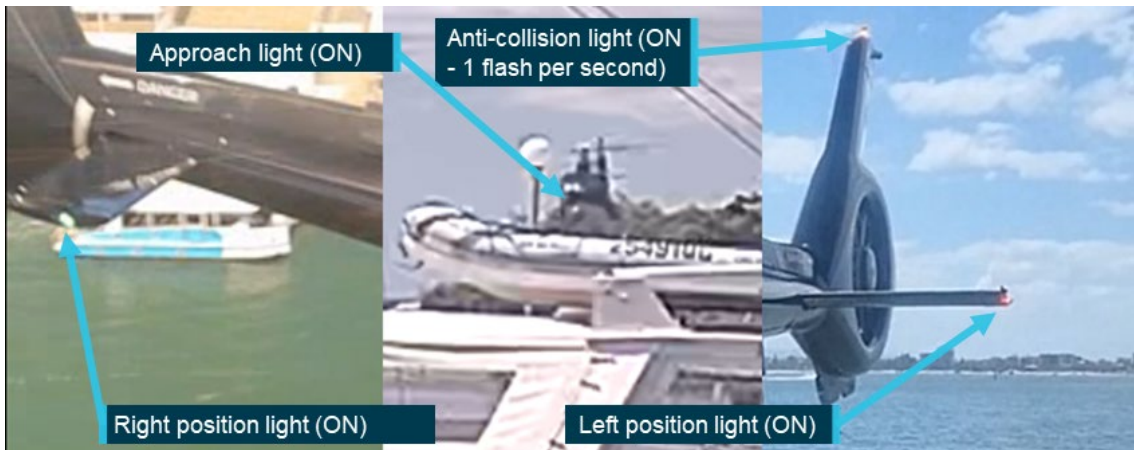 Approach light (ON)
Anti-collision light (ON
- 1 flash per second)
DANGER
Right position light (ON)
Left position light (ON)